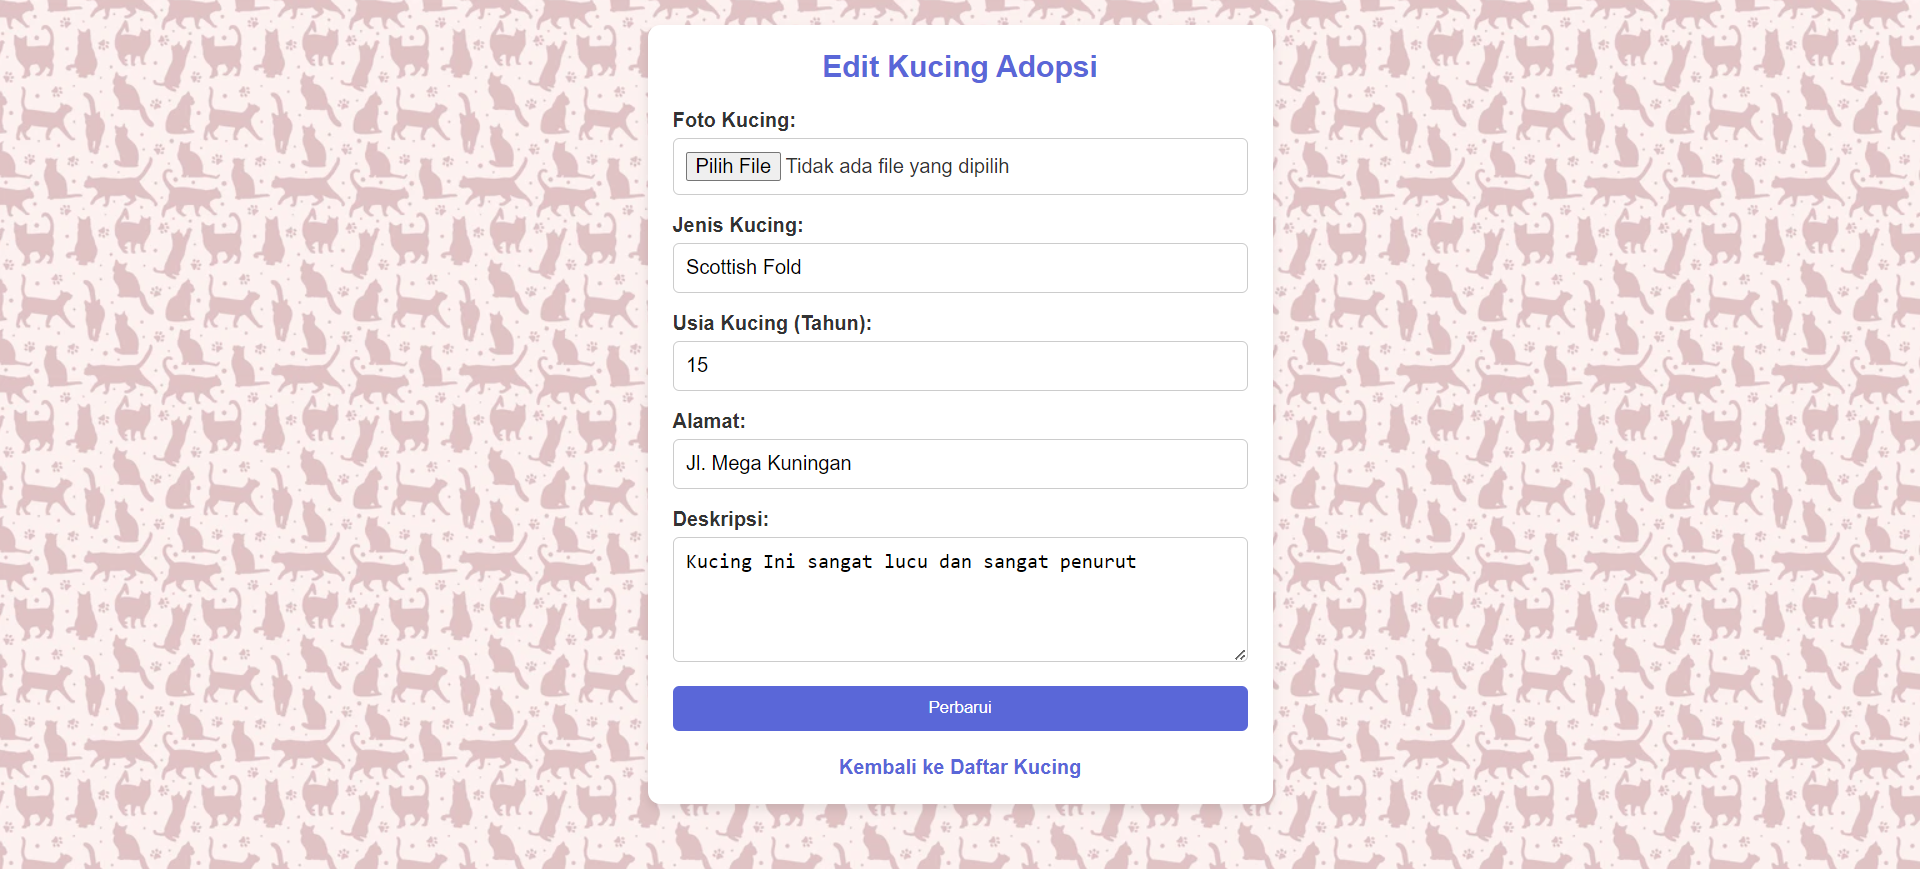 Edit Kucing Adopsi
Foto Kucing:
Pilih File Tidak ada file yang dipilih
Jenis Kucing:
Scottish Fold
Usia Kucing (Tahun):
15
Alamat:
Jl. Mega Kuningan
Deskripsi:
Kucing Ini sangat lucu dan sangat penurut
Perbarui
Kembali ke Daftar Kucing